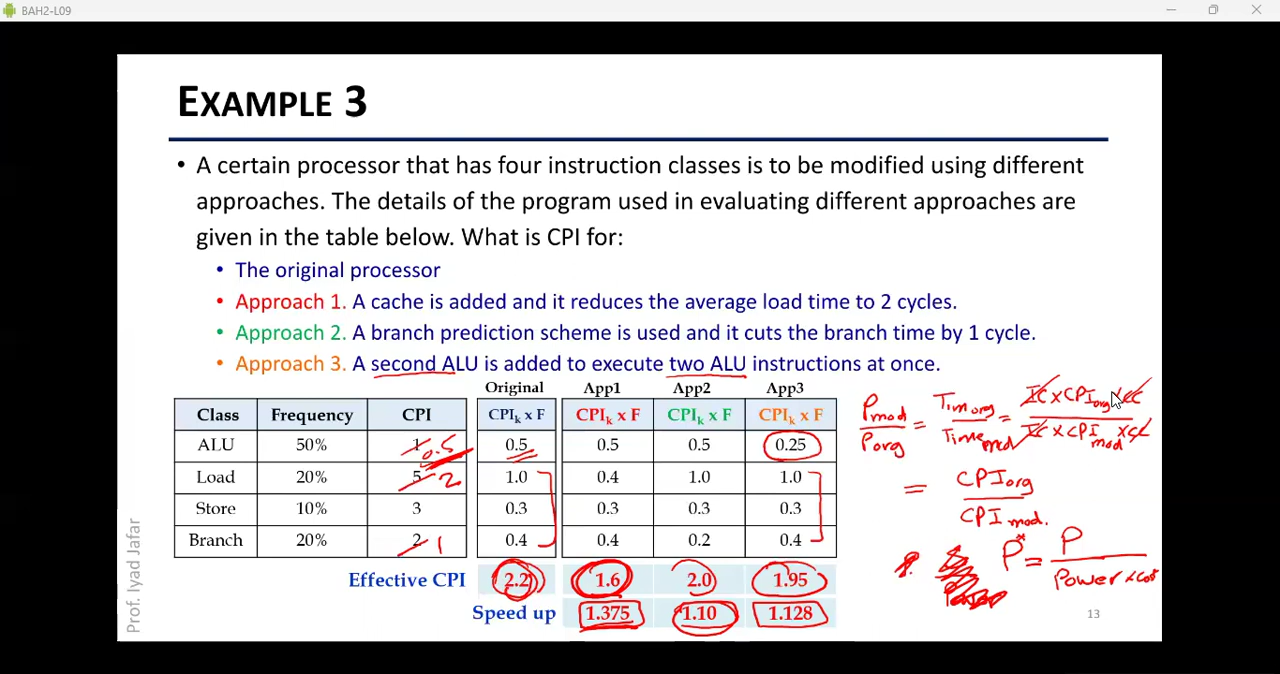 BAH2-L09
EXAMPLE 3
• A certain processor that has four instruction classes is to be modified using different
approaches. The details of the program used in evaluating different approaches are
given in the table below. What is CPI for:
• The original processor
• Approach 1. A cache is added and it reduces the average load time to 2 cycles.
• Approach 2. A branch prediction scheme is used and it cuts the branch time by 1 cycle.
• Approach 3. A second ALU is added to execute two ALU instructions at once.
Original App1 App2 App3
Class Frequency CPI CPIk x F CPIk x F CPIk x F CPIk x F
ALU 50% 1 0.5 0.5 0.5 0.5 0.25
Load 20% 5 2 1.0 0.4 1.0 1.0
Store 10% 3 0.3 0.3 0.3 0.3
Branch 20% 2 1 0.4 0.4 0.2 0.4
Effective CPI 2.2 1.6 2.0 1.95
Speed up 1.375 1.10 1.128
Pmod = Timorg = IC x CPIorg x CC
Porg Timemod IC x CPImod x CC
= CPIorg
CPImod.
P* = P
Power x Cost
13
Prof. Iyad Jafar